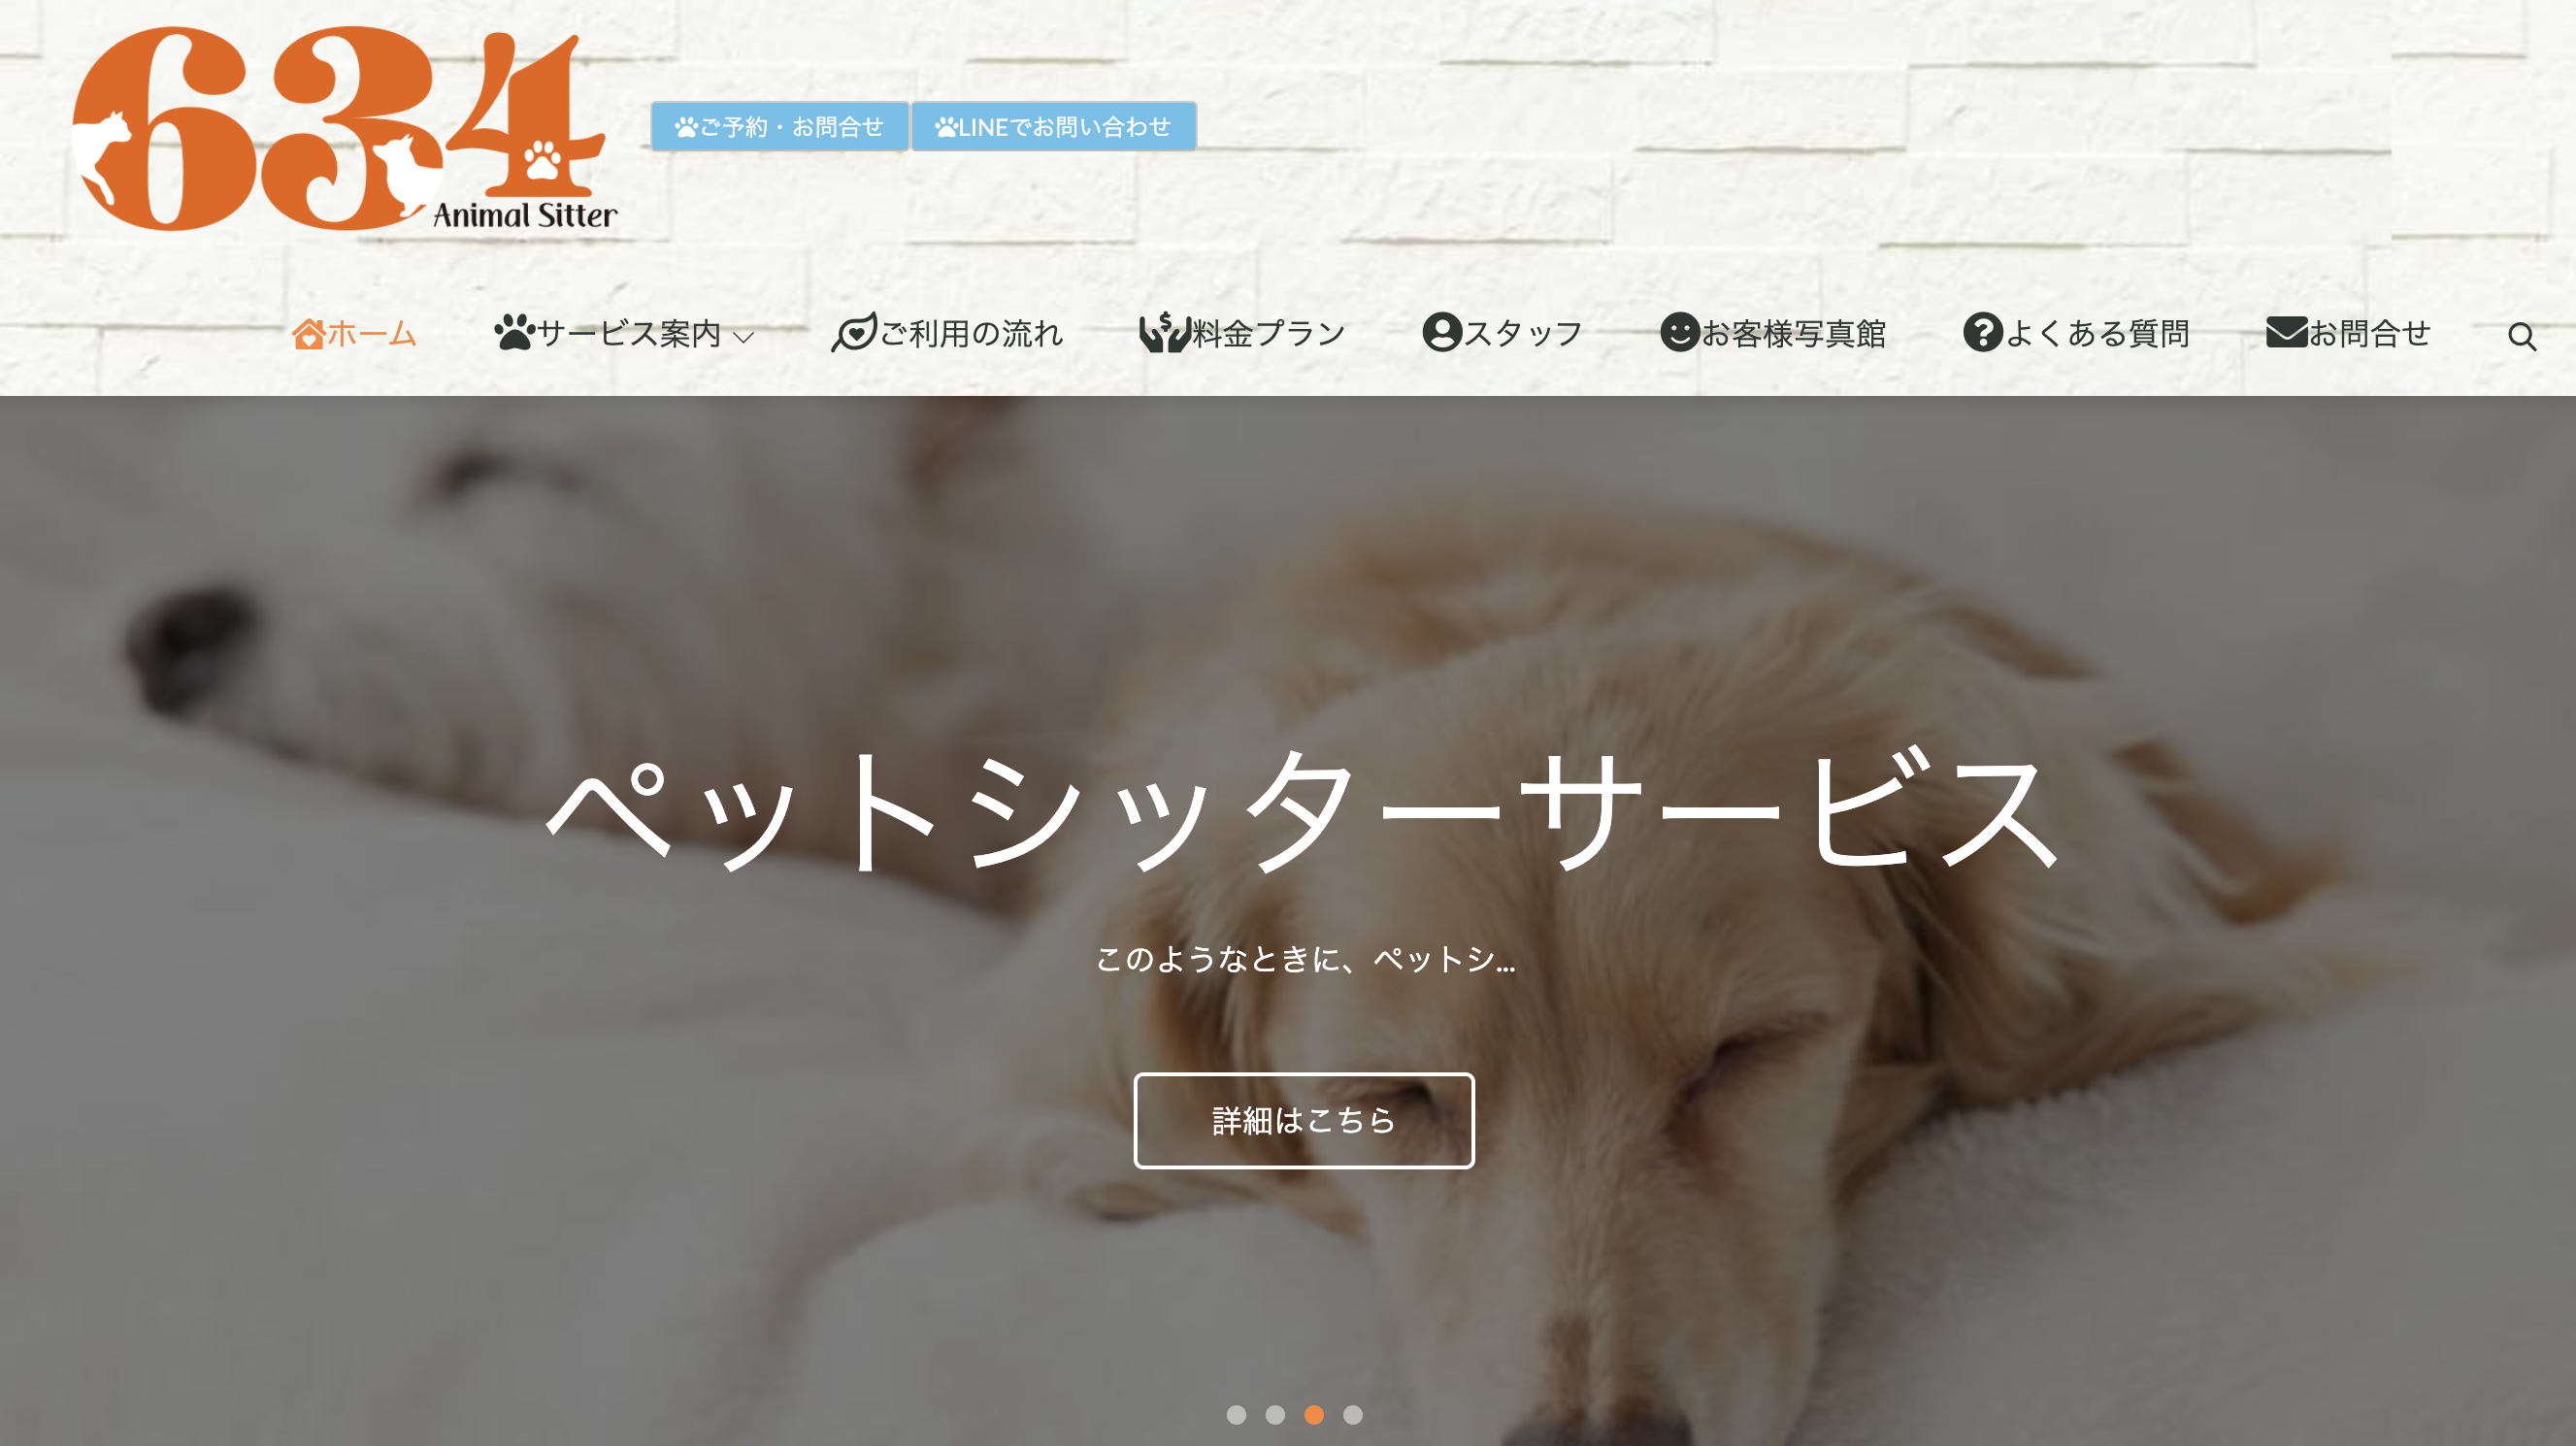 634
Animal Sitter
ご予約・お問合せ
LINEでお問い合わせ
ホーム
サービス案内
ご利用の流れ
料金プラン
スタッフ
お客様写真館
よくある質問
お問合せ
ペットシッターサービス
このようなときに、ペットシ...
詳細はこちら